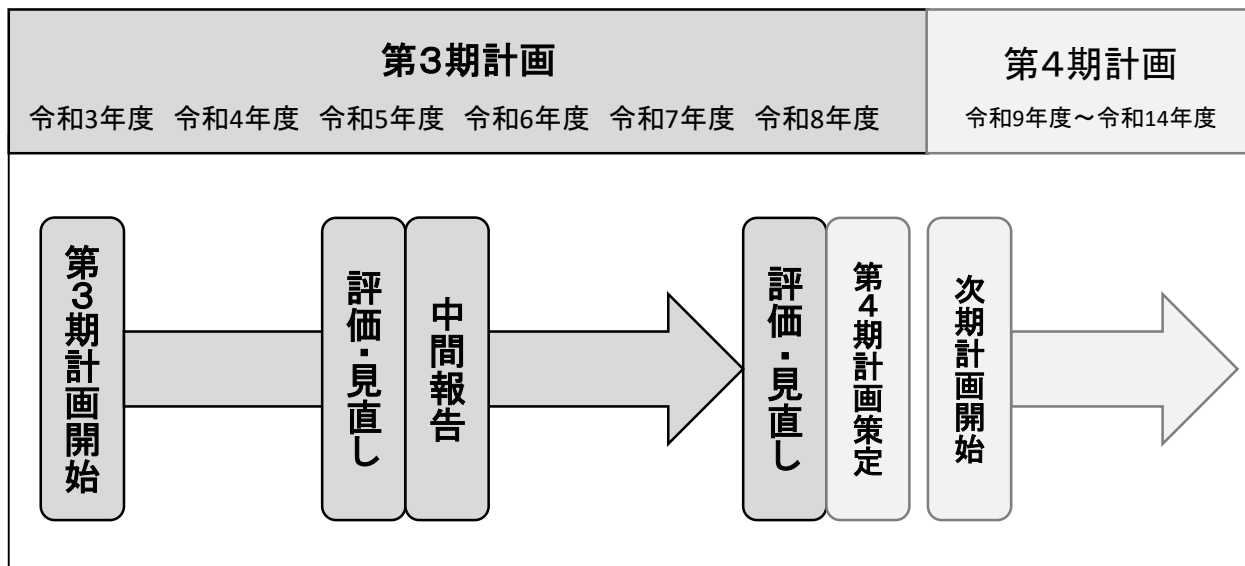 第3期計画
令和3年度 令和4年度 令和5年度 令和6年度 令和7年度 令和8年度
第4期計画
令和9年度~令和14年度
第3期計画開始
評価・見直し
中間報告
評価・見直し
第4期計画策定
次期計画開始